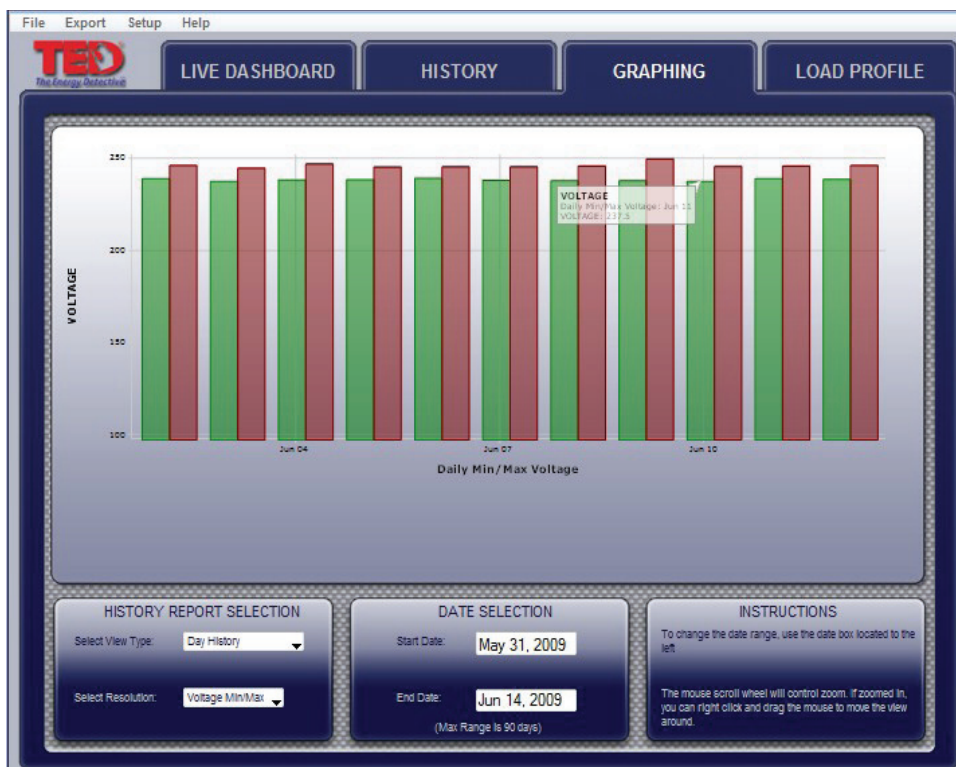 File Export Setup Help
TED
The Energy Detective
LIVE DASHBOARD
HISTORY
GRAPHING
LOAD PROFILE
250
200
150
100
VOLTAGE
VOLTAGE
Daily Min/Max Voltage: Jun 11
VOLTAGE: 237.5
Jun 04
Jun 07
Jun 10
Daily Min/Max Voltage
HISTORY REPORT SELECTION
Select View Type: Day History
Select Resolution: Voltage Min/Max
DATE SELECTION
Start Date: May 31, 2009
End Date: Jun 14, 2009
(Max Range is 90 days)
INSTRUCTIONS
To change the date range, use the date box located to the
left
The mouse scroll wheel will control zoom. If zoomed in,
you can right click and drag the mouse to move the view
around.